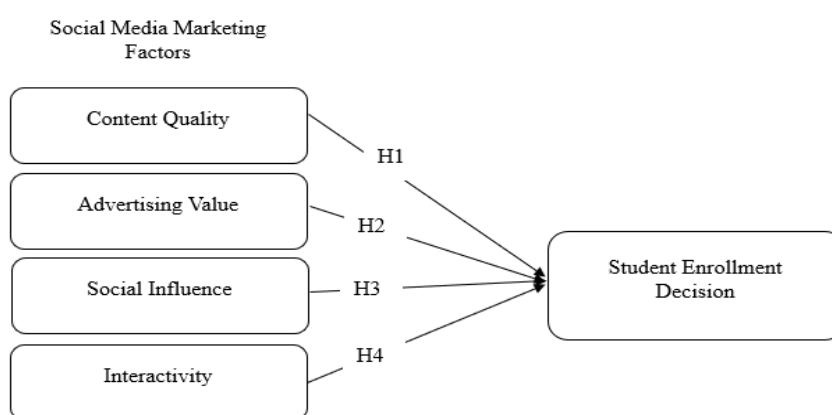 Social Media Marketing
Factors
Content Quality
H1
Advertising Value
H2
Social Influence
H3
Interactivity
H4
Student Enrollment
Decision